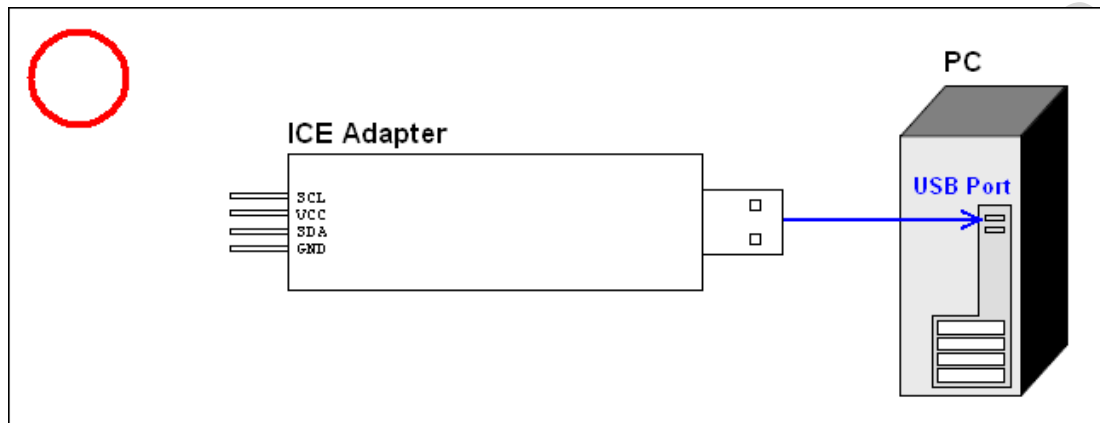 PC
ICE Adapter
USB Port
SCL
VCC
SDA
GND